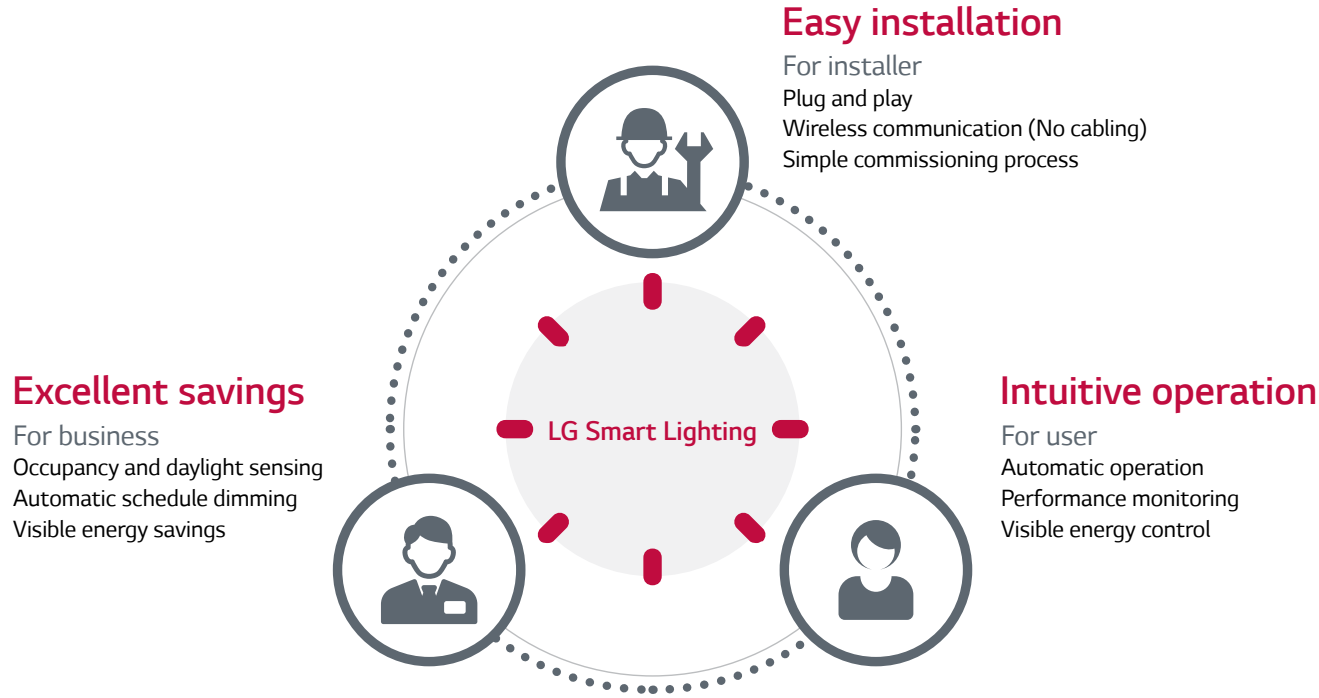 Easy installation
For installer
Plug and play
Wireless communication (No cabling)
Simple commissioning process
Excellent savings
For business
Occupancy and daylight sensing
Automatic schedule dimming
Visible energy savings
LG Smart Lighting
Intuitive operation
For user
Automatic operation
Performance monitoring
Visible energy control